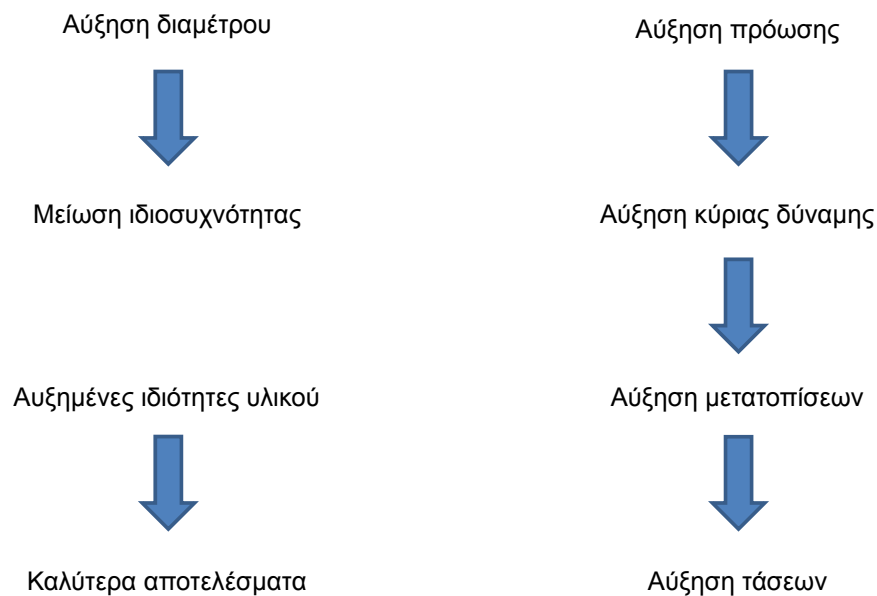 Αύξηση διαμέτρου
Μείωση ιδιοσυχνότητας
Αυξημένες ιδιότητες υλικού
Καλύτερα αποτελέσματα
Αύξηση πρόωσης
Αύξηση κύριας δύναμης
Αύξηση μετατοπίσεων
Αύξηση τάσεων